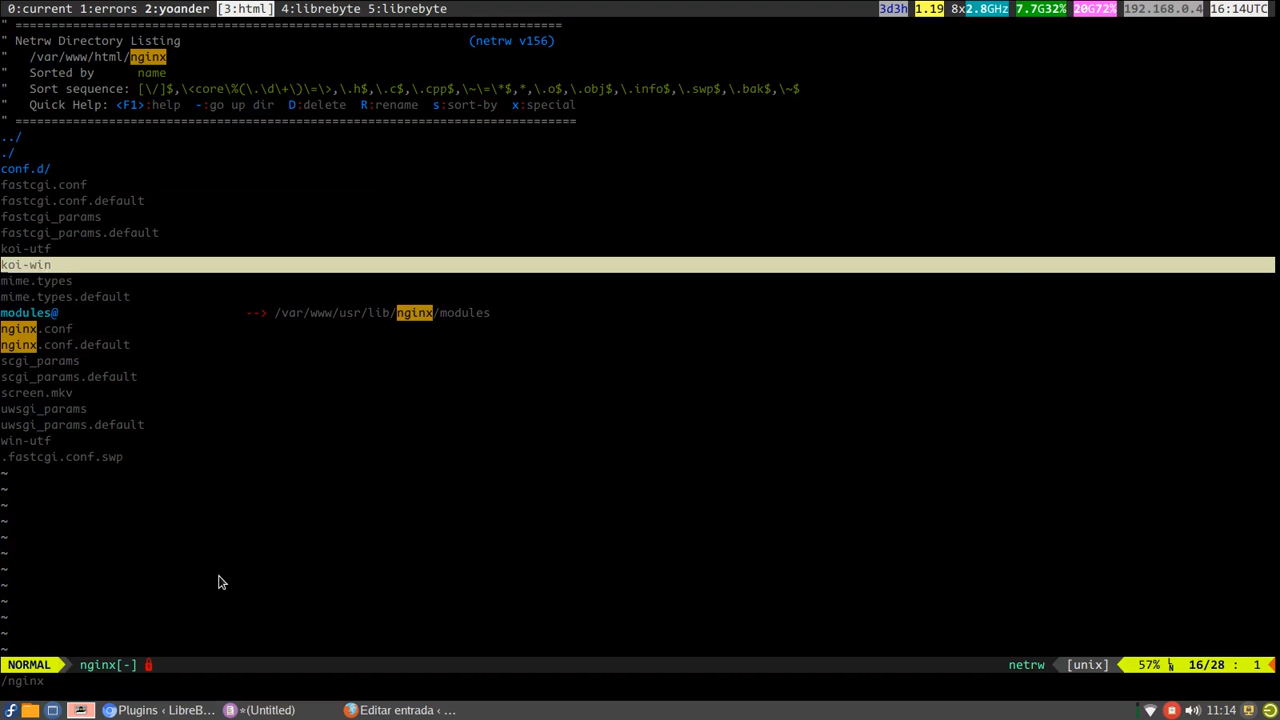 0:current 1:errors 2:yoander [3:html] 4:librebyte 5:librebyte 3d3h 1.19 8x2.8GHz 7.7G32% 20G72% 192.168.0.4 16:14UTC
" ============================================================================
" Netrw Directory Listing (netrw v156)
" /var/www/html/nginx
" Sorted by name
" Sort sequence: [\/]$,\<core\%(\.\d\+\)\=\>,\.h$,\.c$,\.cpp$,\~\=\*$,*,\.o$,\.obj$,\.info$,\.swp$,\.bak$,\~$
" Quick Help: <F1>:help -:go up dir D:delete R:rename s:sort-by x:special
" ==============================================================================
../
./
conf.d/
fastcgi.conf
fastcgi.conf.default
fastcgi_params
fastcgi_params.default
koi-utf
koi-win
mime.types
mime.types.default
modules@ --> /var/www/usr/lib/nginx/modules
nginx.conf
nginx.conf.default
scgi_params
scgi_params.default
screen.mkv
uwsgi_params
uwsgi_params.default
win-utf
.fastcgi.conf.swp
~
~
~
~
~
~
~
~
~
~
~
~
NORMAL nginx[-] netrw [unix] 57% ㏑ 16/28 : 1
/nginx
Plugins ‹ LibreB... *(Untitled) Editar entrada ‹ ... 11:14